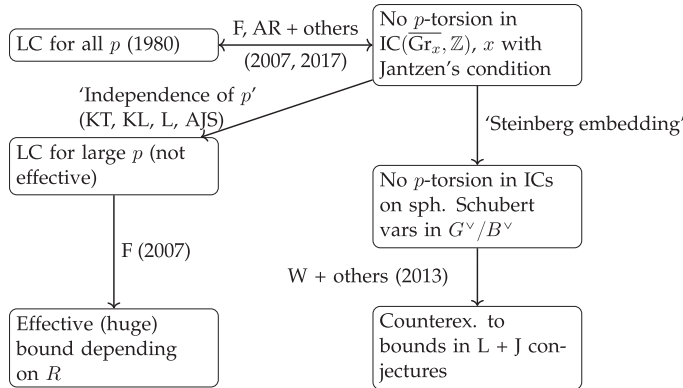 LC for all p (1980)
F, AR + others
(2007, 2017)
No p-torsion in
IC(\overline{Gr_x}, ℤ), x with
Jantzen's condition
'Independence of p'
(KT, KL, L, AJS)
'Steinberg embedding'
LC for large p (not
effective)
No p-torsion in ICs
on sph. Schubert
vars in G^∨/B^∨
F (2007)
W + others (2013)
Effective (huge)
bound depending
on R
Counterex. to
bounds in L + J con-
jectures